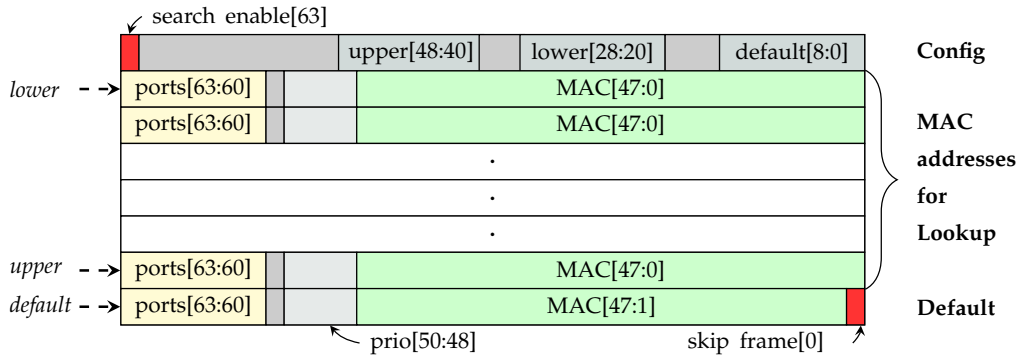 search enable[63]
upper[48:40] lower[28:20] default[8:0] Config
lower ports[63:60] MAC[47:0]
ports[63:60] MAC[47:0] MAC
. addresses
. for
. Lookup
upper ports[63:60] MAC[47:0]
default ports[63:60] MAC[47:1] Default
prio[50:48] skip frame[0]